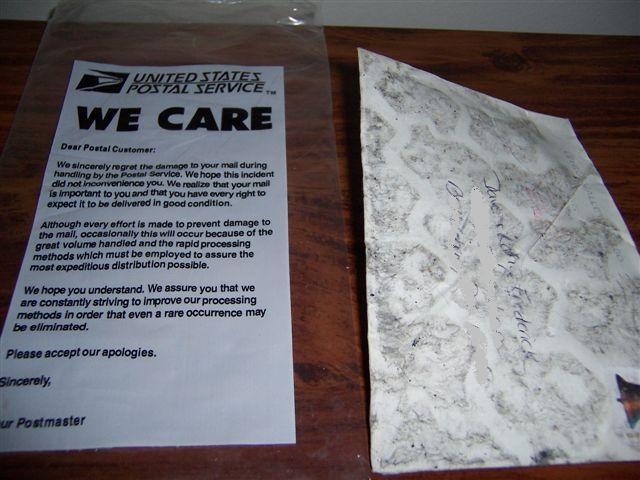 UNITED STATES
POSTAL SERVICE TM
WE CARE
Dear Postal Customer:
We sincerely regret the damage to your mail during
handling by the Postal Service. We hope this incident
did not inconvenience you. We realize that your mail
is important to you and that you have every right to
expect it to be delivered in good condition.
Although every effort is made to prevent damage to
the mail, occasionally this will occur because of the
great volume handled and the rapid processing
methods which must be employed to assure the
most expeditious distribution possible.
We hope you understand. We assure you that we
are constantly striving to improve our processing
methods in order that even a rare occurrence may
be eliminated.
Please accept our apologies.
Sincerely,
ur Postmaster
Frederick